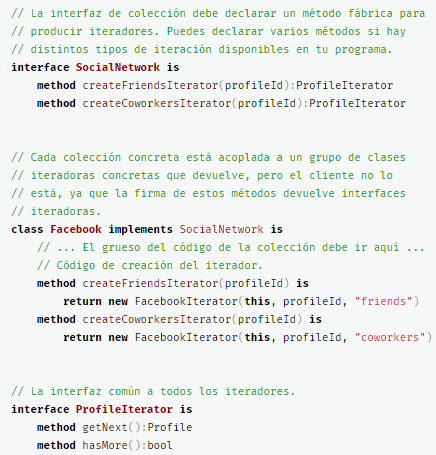 // La interfaz de colección debe declarar un método fábrica para
// producir iteradores. Puedes declarar varios métodos si hay
// distintos tipos de iteración disponibles en tu programa.
interface SocialNetwork is
    method createFriendsIterator(profileId):ProfileIterator
    method createCoworkersIterator(profileId):ProfileIterator

// Cada colección concreta está acoplada a un grupo de clases
// iteradoras concretas que devuelve, pero el cliente no lo
// está, ya que la firma de estos métodos devuelve interfaces
// iteradoras.
class Facebook implements SocialNetwork is
    // ... El grueso del código de la colección debe ir aquí ...
    // Código de creación del iterador.
    method createFriendsIterator(profileId) is
        return new FacebookIterator(this, profileId, "friends")
    method createCoworkersIterator(profileId) is
        return new FacebookIterator(this, profileId, "coworkers")

// La interfaz común a todos los iteradores.
interface ProfileIterator is
    method getNext():Profile
    method hasMore():bool